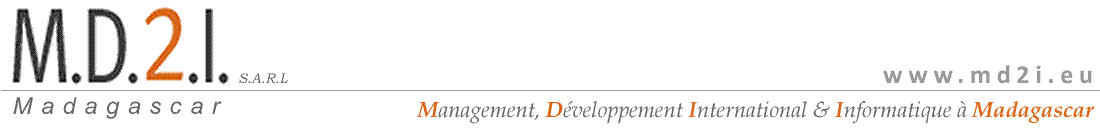 M.D.2.I. S.A.R.L
www.md2i.eu
Madagascar
Management, Développement International & Informatique à Madagascar